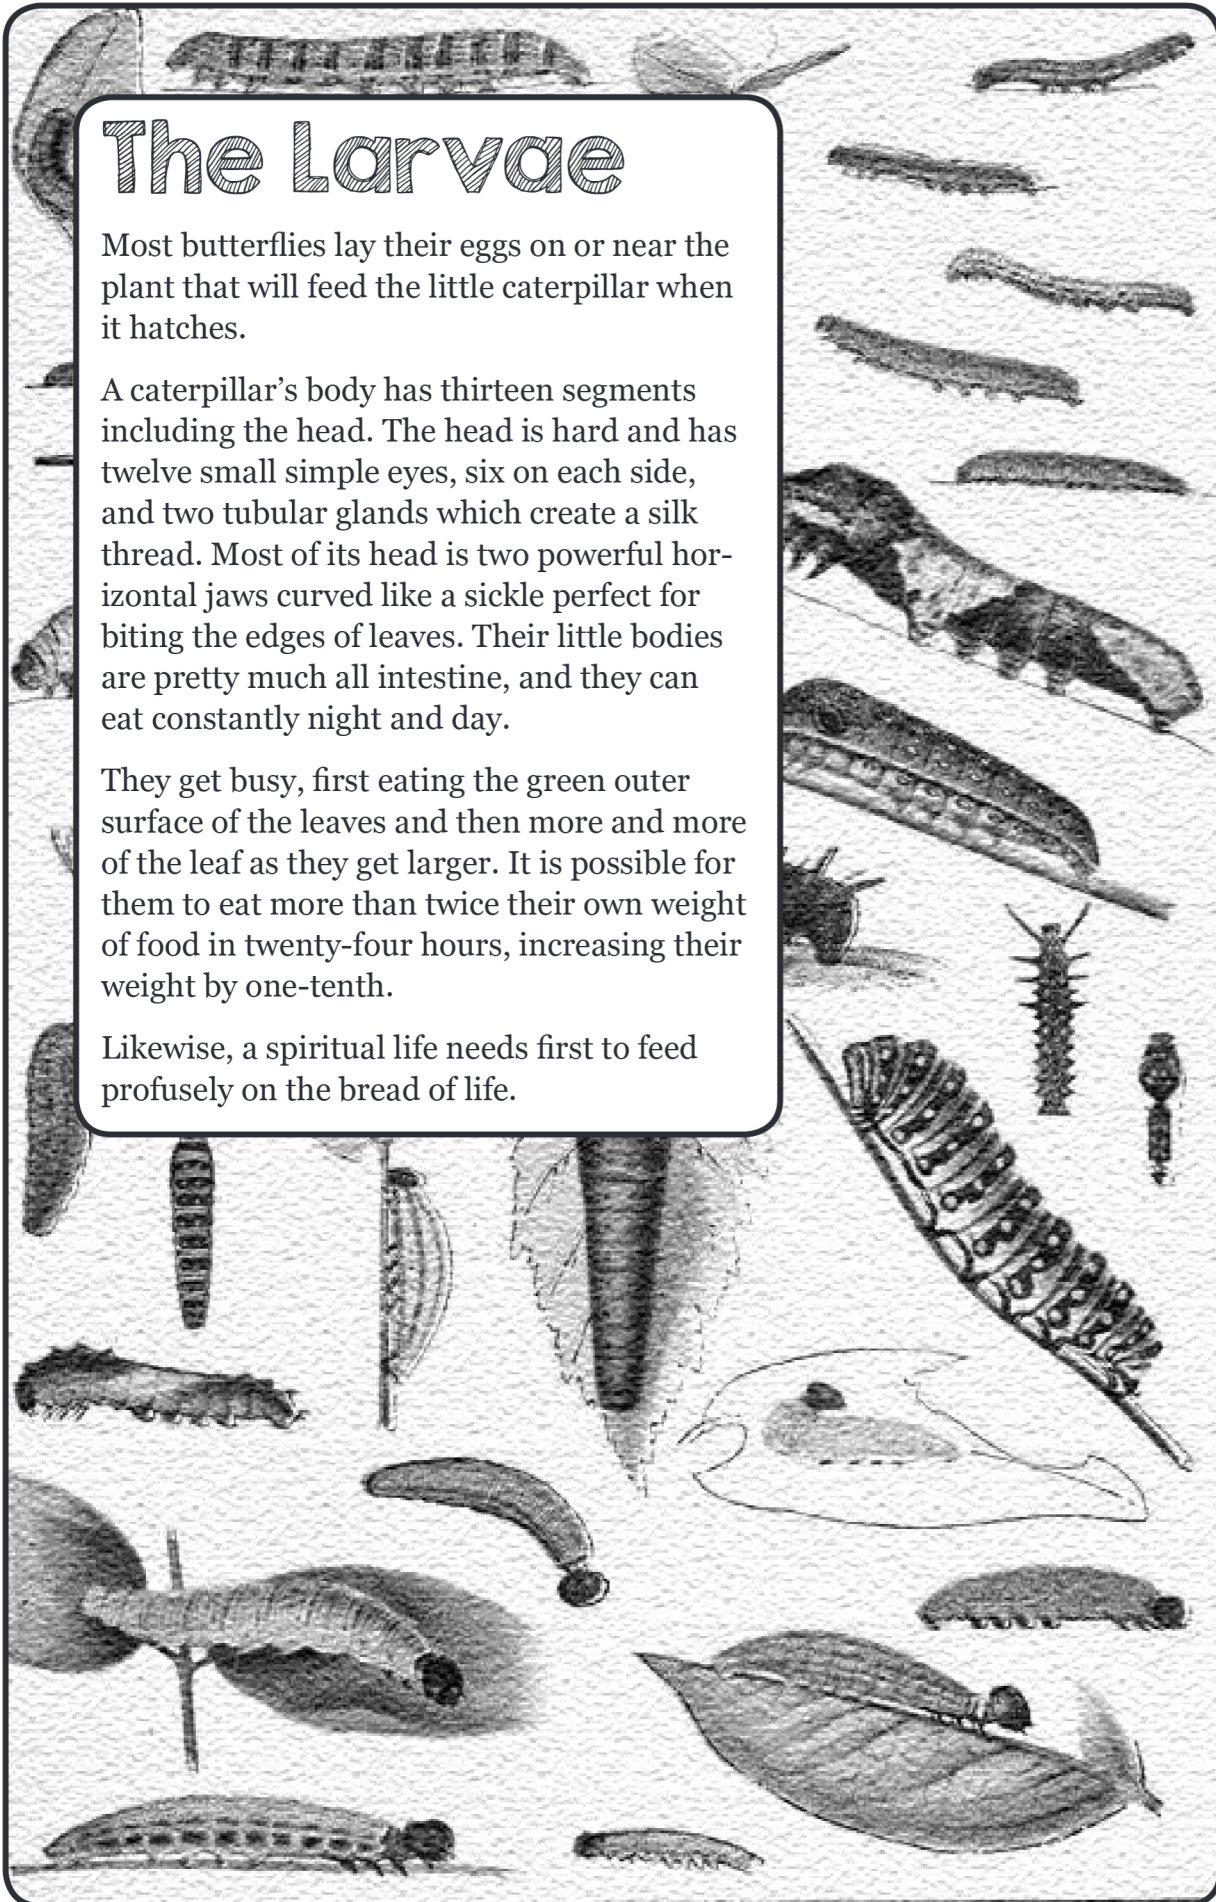 The Larvae
Most butterflies lay their eggs on or near the
plant that will feed the little caterpillar when
it hatches.
A caterpillar’s body has thirteen segments
including the head. The head is hard and has
twelve small simple eyes, six on each side,
and two tubular glands which create a silk
thread. Most of its head is two powerful hor-
izontal jaws curved like a sickle perfect for
biting the edges of leaves. Their little bodies
are pretty much all intestine, and they can
eat constantly night and day.
They get busy, first eating the green outer
surface of the leaves and then more and more
of the leaf as they get larger. It is possible for
them to eat more than twice their own weight
of food in twenty-four hours, increasing their
weight by one-tenth.
Likewise, a spiritual life needs first to feed
profusely on the bread of life.